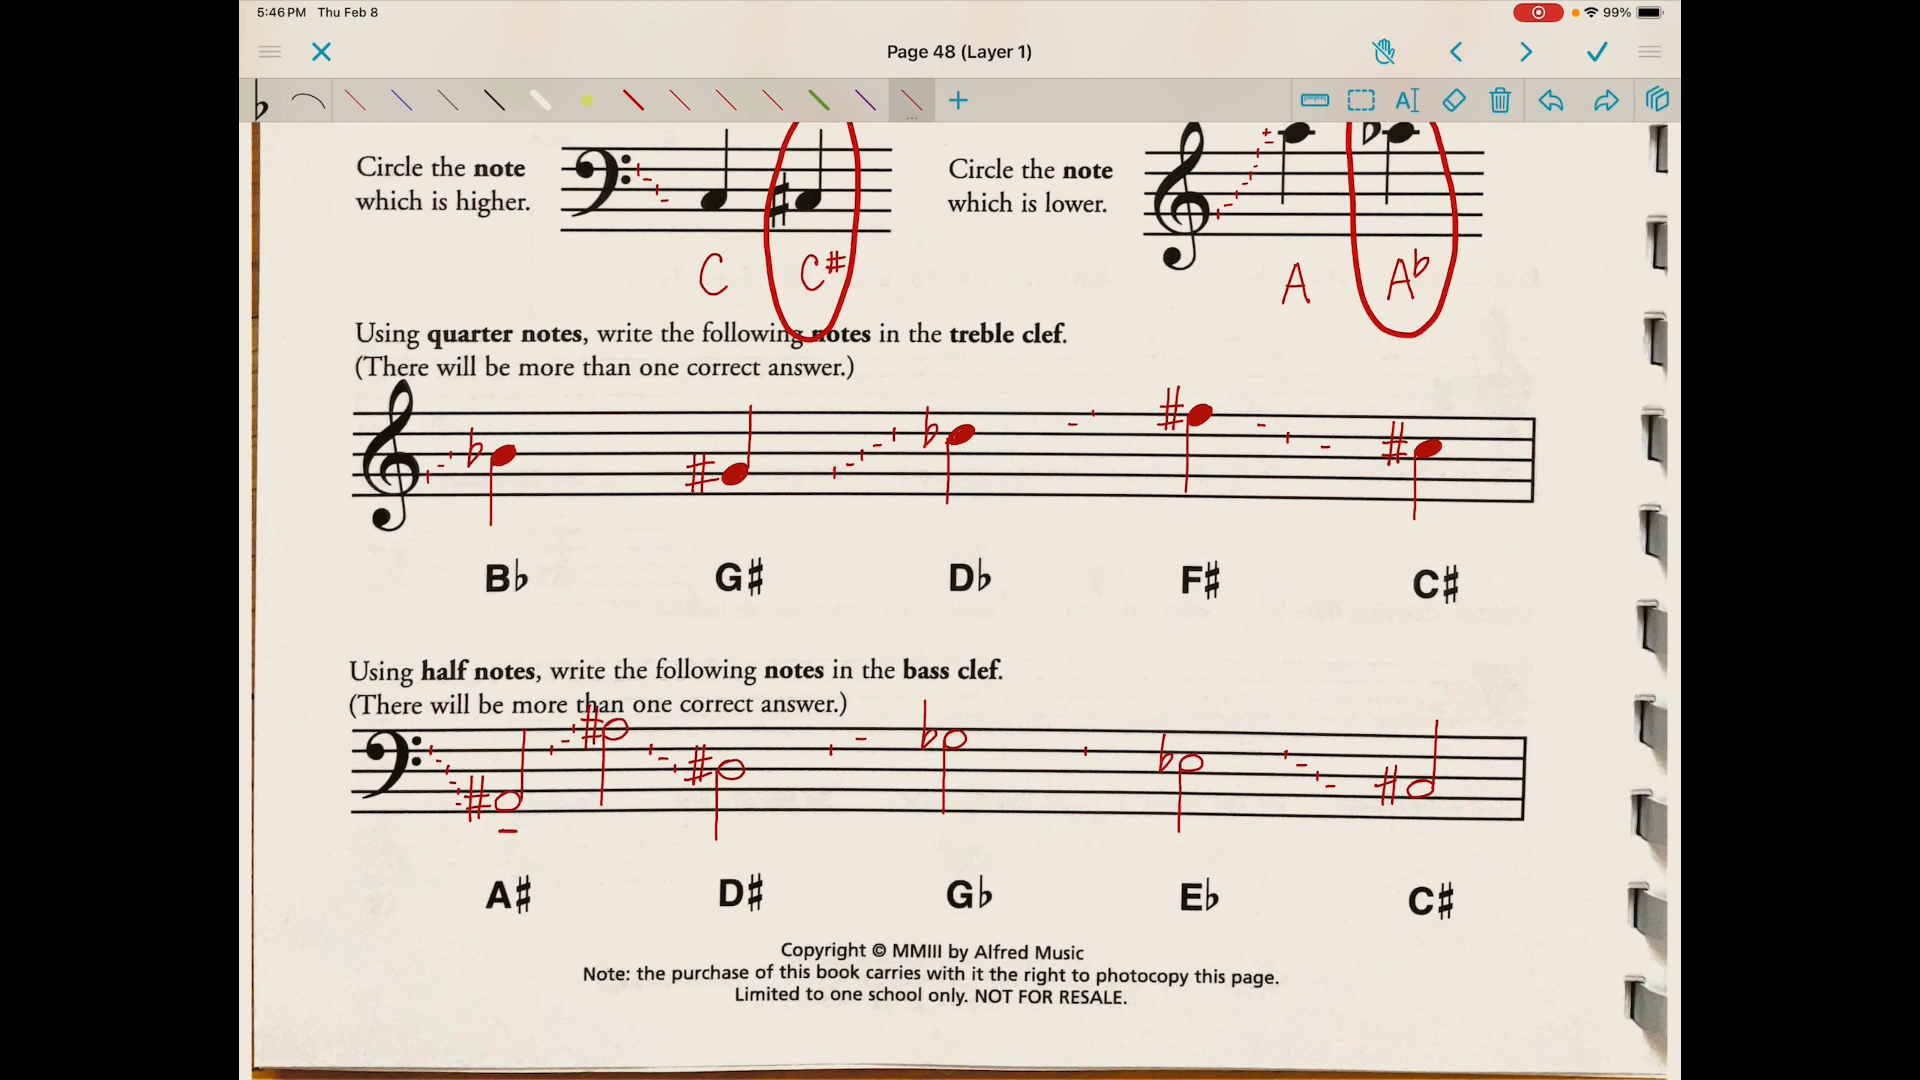 5:46 PM Thu Feb 8
99%
Page 48 (Layer 1)
Circle the note
which is higher.
C C#
Circle the note
which is lower.
A A♭
Using quarter notes, write the following notes in the treble clef.
(There will be more than one correct answer.)
B♭ G♯ D♭ F♯ C♯
Using half notes, write the following notes in the bass clef.
(There will be more than one correct answer.)
A♯ D♯ G♭ E♭ C♯
Copyright © MMIII by Alfred Music
Note: the purchase of this book carries with it the right to photocopy this page.
Limited to one school only. NOT FOR RESALE.